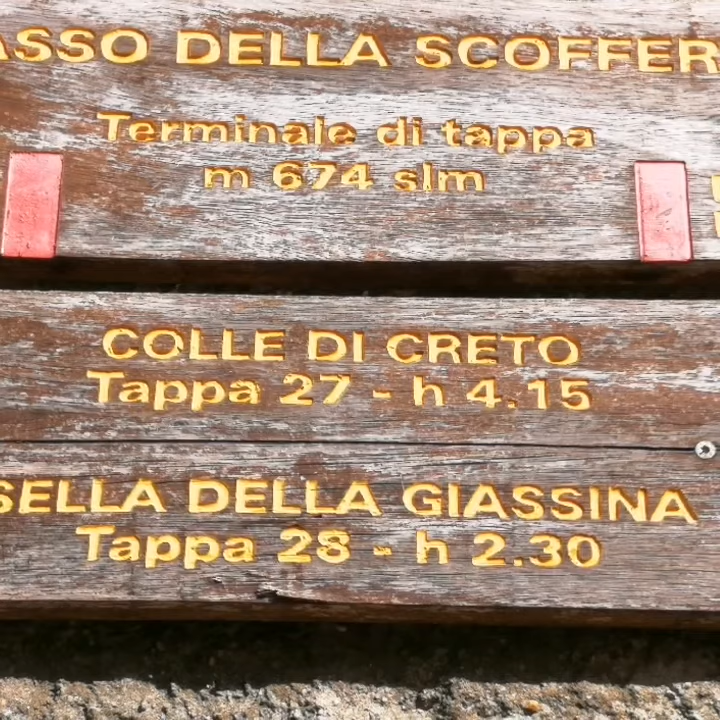 ASSO DELLA SCOFFER
Terminale di tappa
m 674 slm
COLLE DI CRETO
Tappa 27 - h 4.15
SELLA DELLA GIASSINA
Tappa 28 - h 2.30